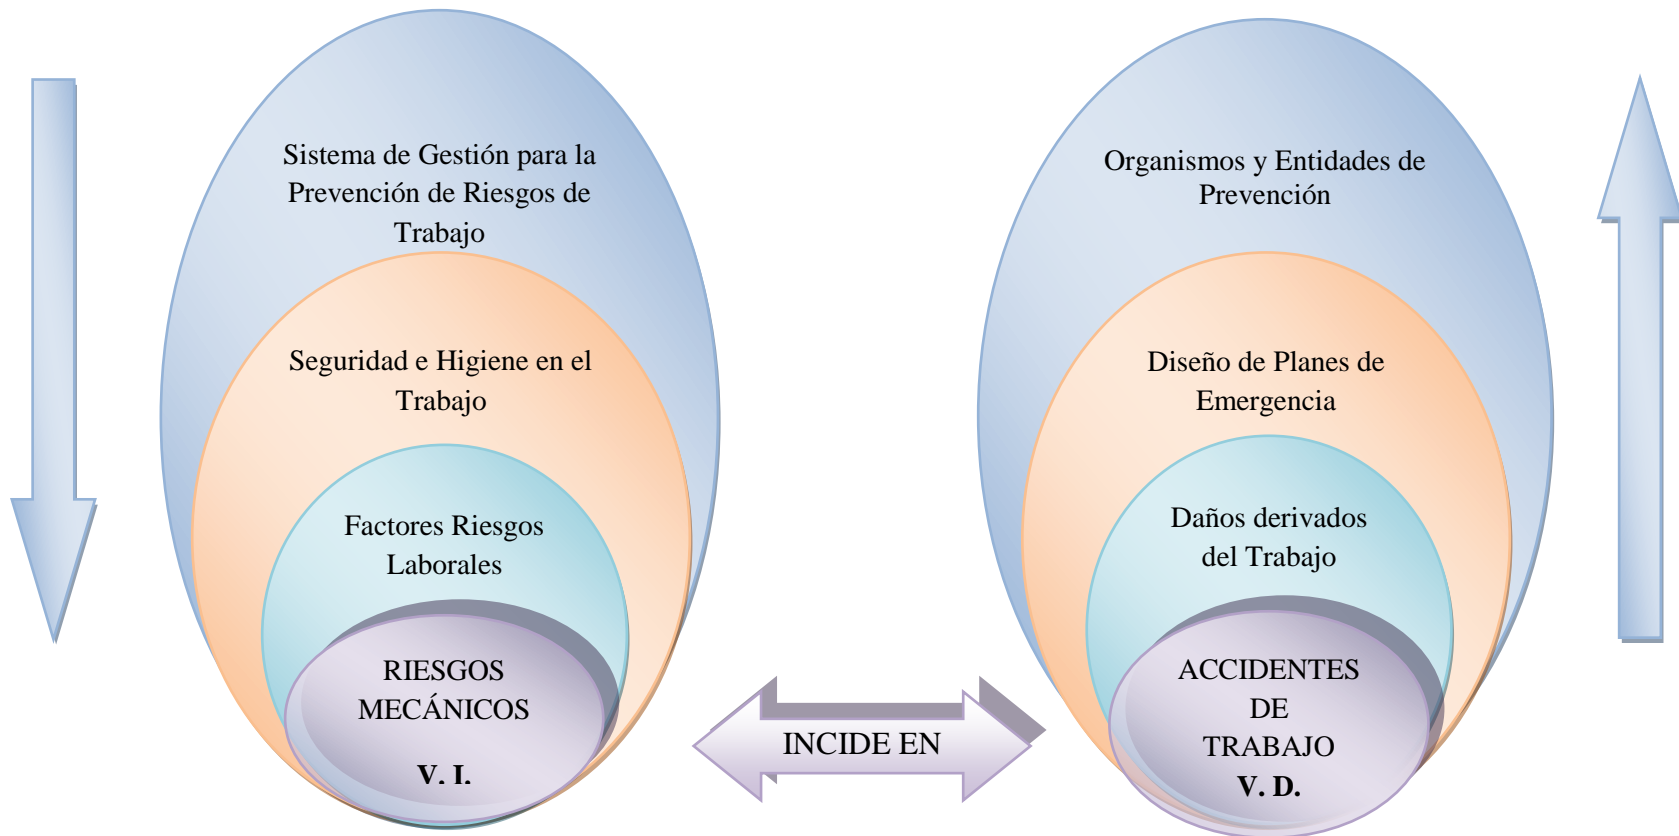 Sistema de Gestión para la
Prevención de Riesgos de
Trabajo
Seguridad e Higiene en el
Trabajo
Factores Riesgos
Laborales
RIESGOS
MECÁNICOS
V. I.
INCIDE EN
Organismos y Entidades de
Prevención
Diseño de Planes de
Emergencia
Daños derivados
del Trabajo
ACCIDENTES
DE
TRABAJO
V. D.